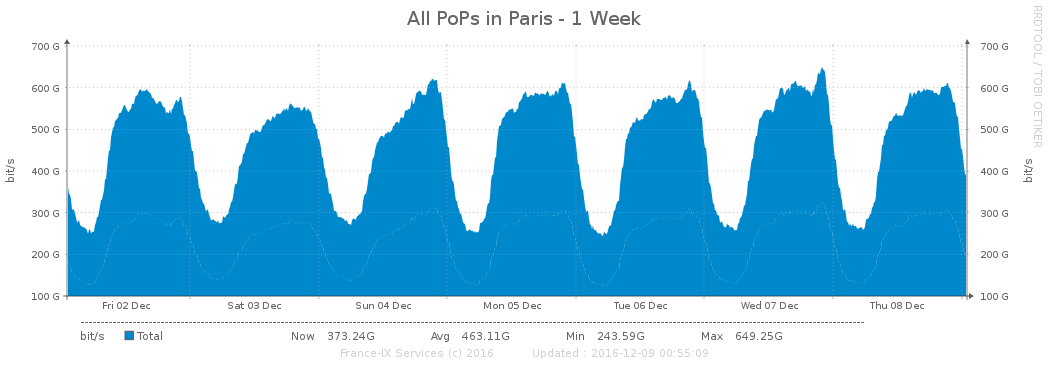 All PoPs in Paris - 1 Week
RRDTOOL / TOBI OETIKER
bit/s
700 G
600 G
500 G
400 G
300 G
200 G
100 G
700 G
600 G
500 G
400 G
300 G
200 G
100 G
bit/s
Fri 02 Dec Sat 03 Dec Sun 04 Dec Mon 05 Dec Tue 06 Dec Wed 07 Dec Thu 08 Dec
bit/s Total Now 373.24G Avg 463.11G Min 243.59G Max 649.25G
France-IX Services (c) 2016 Updated : 2016-12-09 00:55:09